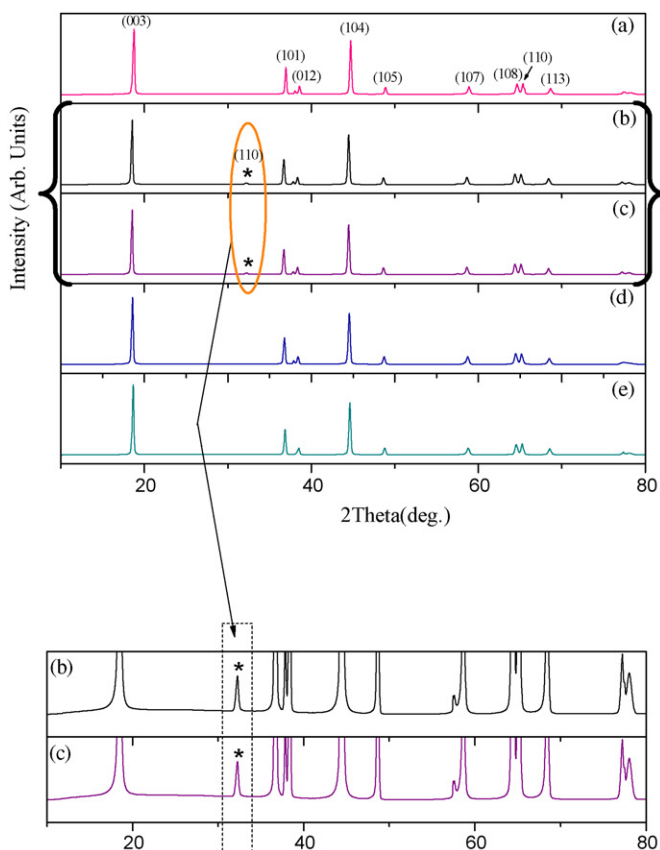 (003)
(104)
(a)
(101)
(012)
(105)
(107)
(108)
(110)
(113)
(b)
(110)
*
(c)
*
(d)
(e)
Intensity (Arb. Units)
20 40 60 80
2Theta(deg.)
(b)
*
(c)
*
20 40 60 80